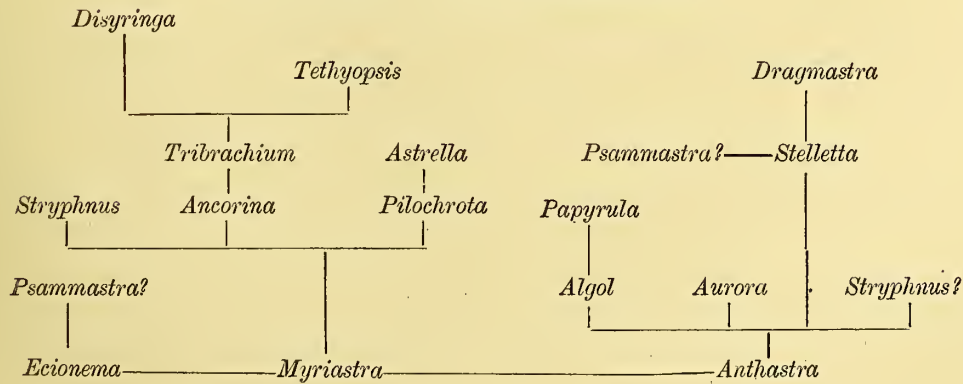 Disyringa
Tethyopsis Dragmastra
Tribrachium Astrella Psammastra? Stelletta
Stryphnus Ancorina Pilochrota Papyrula
Psammastra? Algol Aurora Stryphnus?
Ecionema Myriastra Anthastra